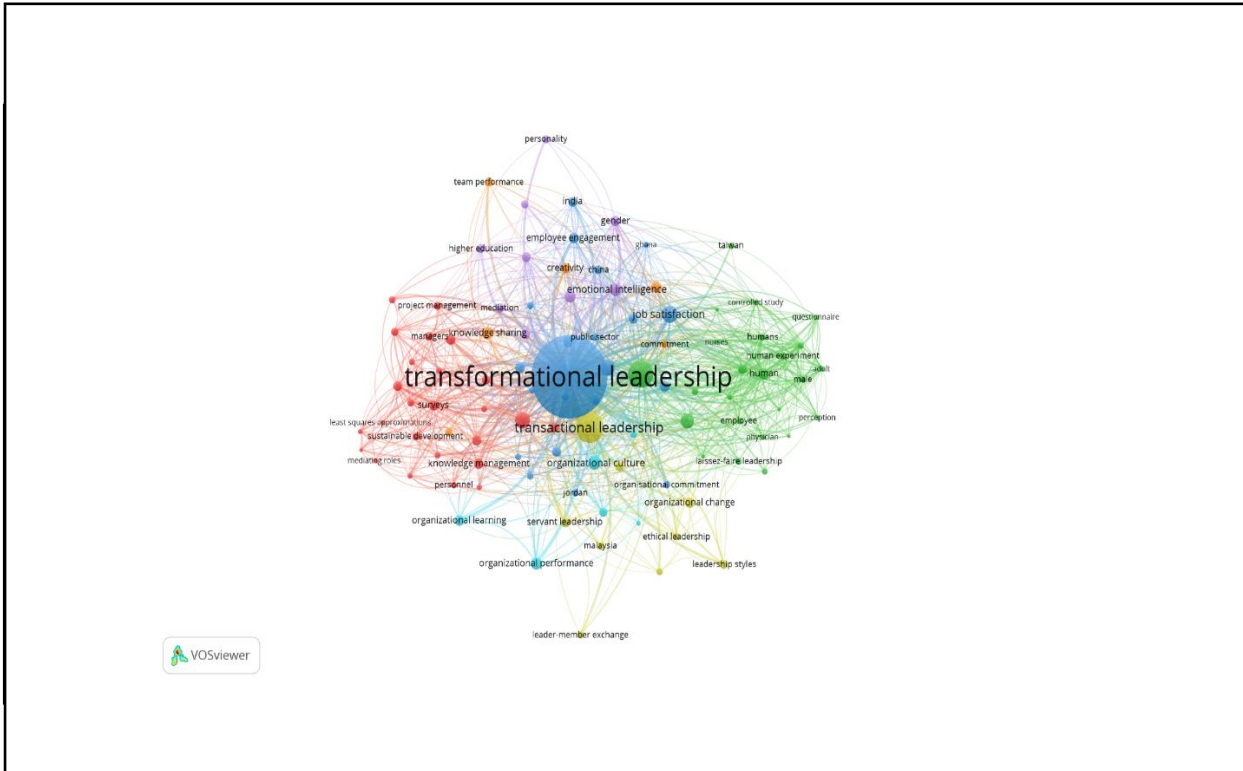 personality
team performance
india
gender
employee engagement
ghana
taiwan
higher education
creativity
china
emotional intelligence
controlled study
project management
mediation
job satisfaction
questionnaire
managers
knowledge sharing
public sector
commitment
nurses
humans
human experiment
transformational leadership
human
male
adult
surveys
least squares approximations
transactional leadership
employee
perception
sustainable development
physician
mediating roles
knowledge management
organizational culture
laissez-faire leadership
personnel
jordan
organisational commitment
organizational change
organizational learning
servant leadership
ethical leadership
malaysia
organizational performance
leadership styles
leader-member exchange
VOSviewer